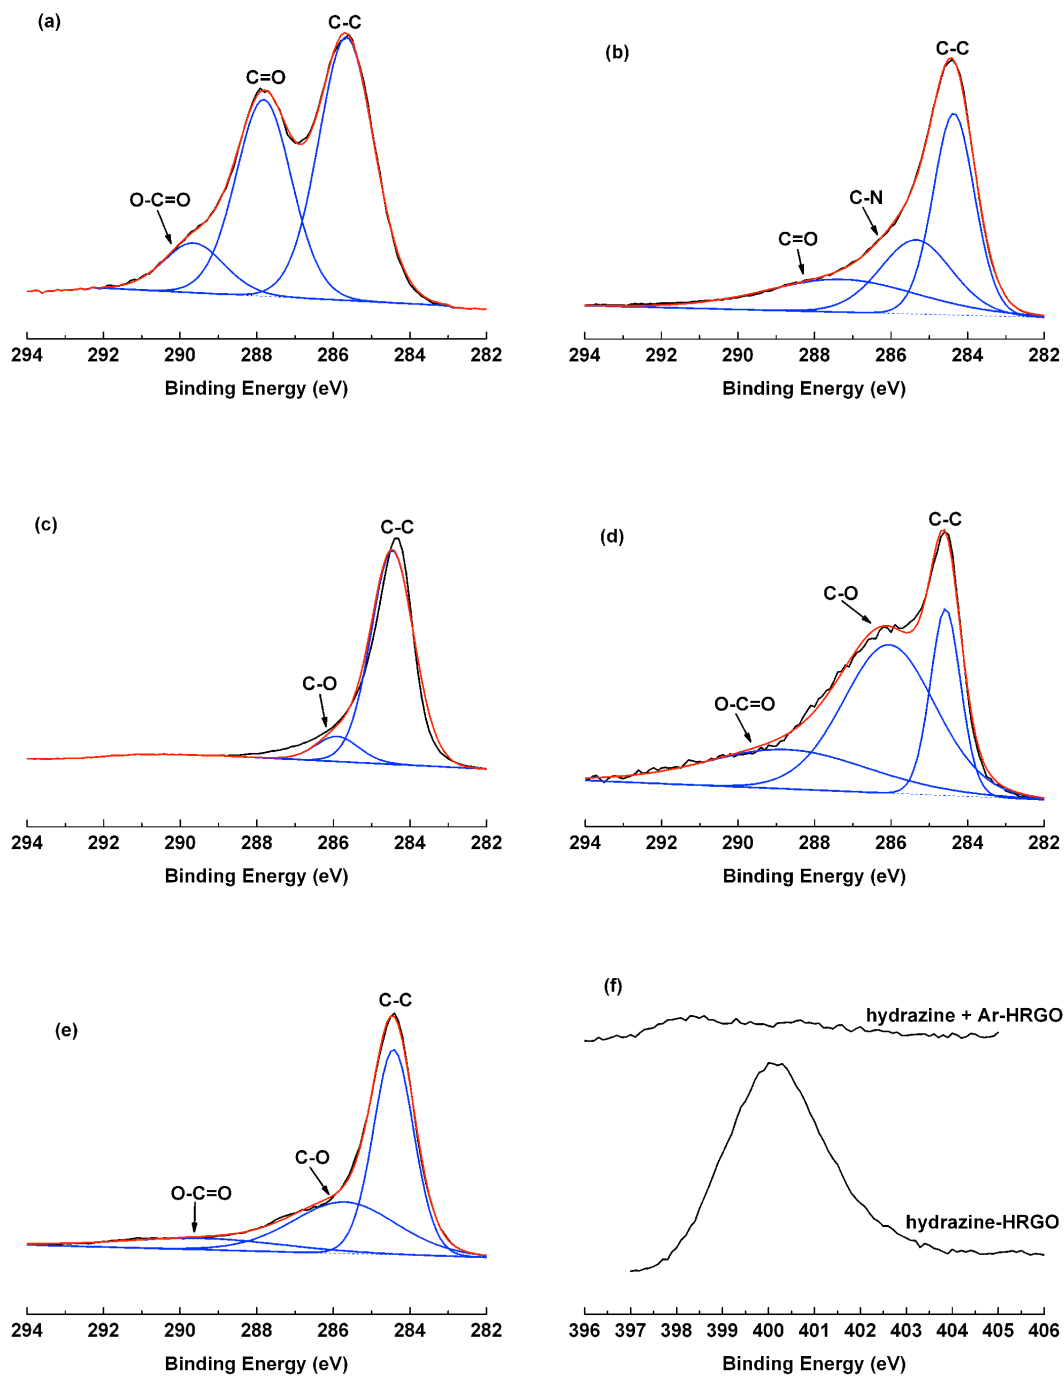 (a)
C-C
C=O
O-C=O
294 292 290 288 286 284 282
Binding Energy (eV)
(b)
C-C
C-N
C=O
294 292 290 288 286 284 282
Binding Energy (eV)
(c)
C-C
C-O
294 292 290 288 286 284 282
Binding Energy (eV)
(d)
C-C
C-O
O-C=O
294 292 290 288 286 284 282
Binding Energy (eV)
(e)
C-C
C-O
O-C=O
294 292 290 288 286 284 282
Binding Energy (eV)
(f)
hydrazine + Ar-HRGO
hydrazine-HRGO
396 397 398 399 400 401 402 403 404 405 406
Binding Energy (eV)